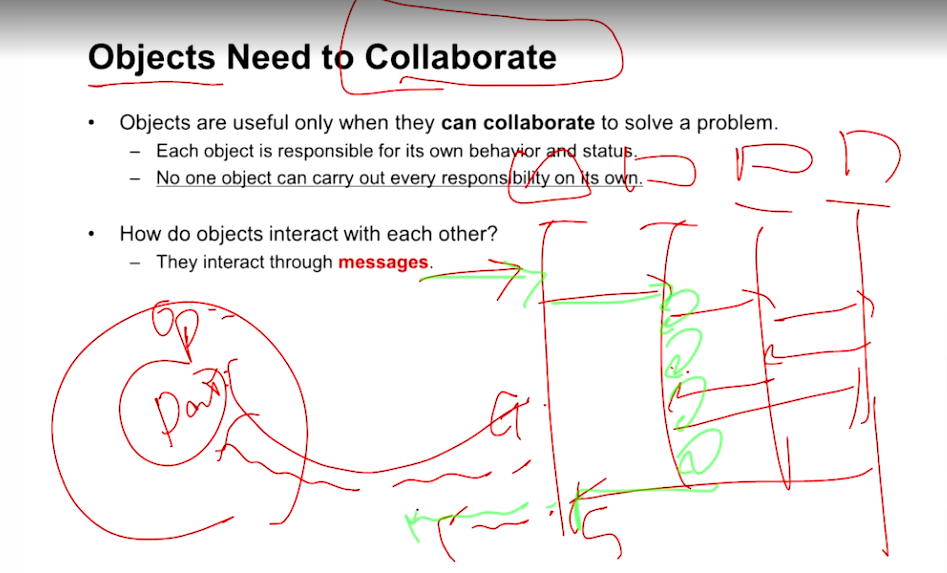 Objects Need to Collaborate
• Objects are useful only when they can collaborate to solve a problem.
– Each object is responsible for its own behavior and status.
– No one object can carry out every responsibility on its own.
• How do objects interact with each other?
– They interact through messages.
op